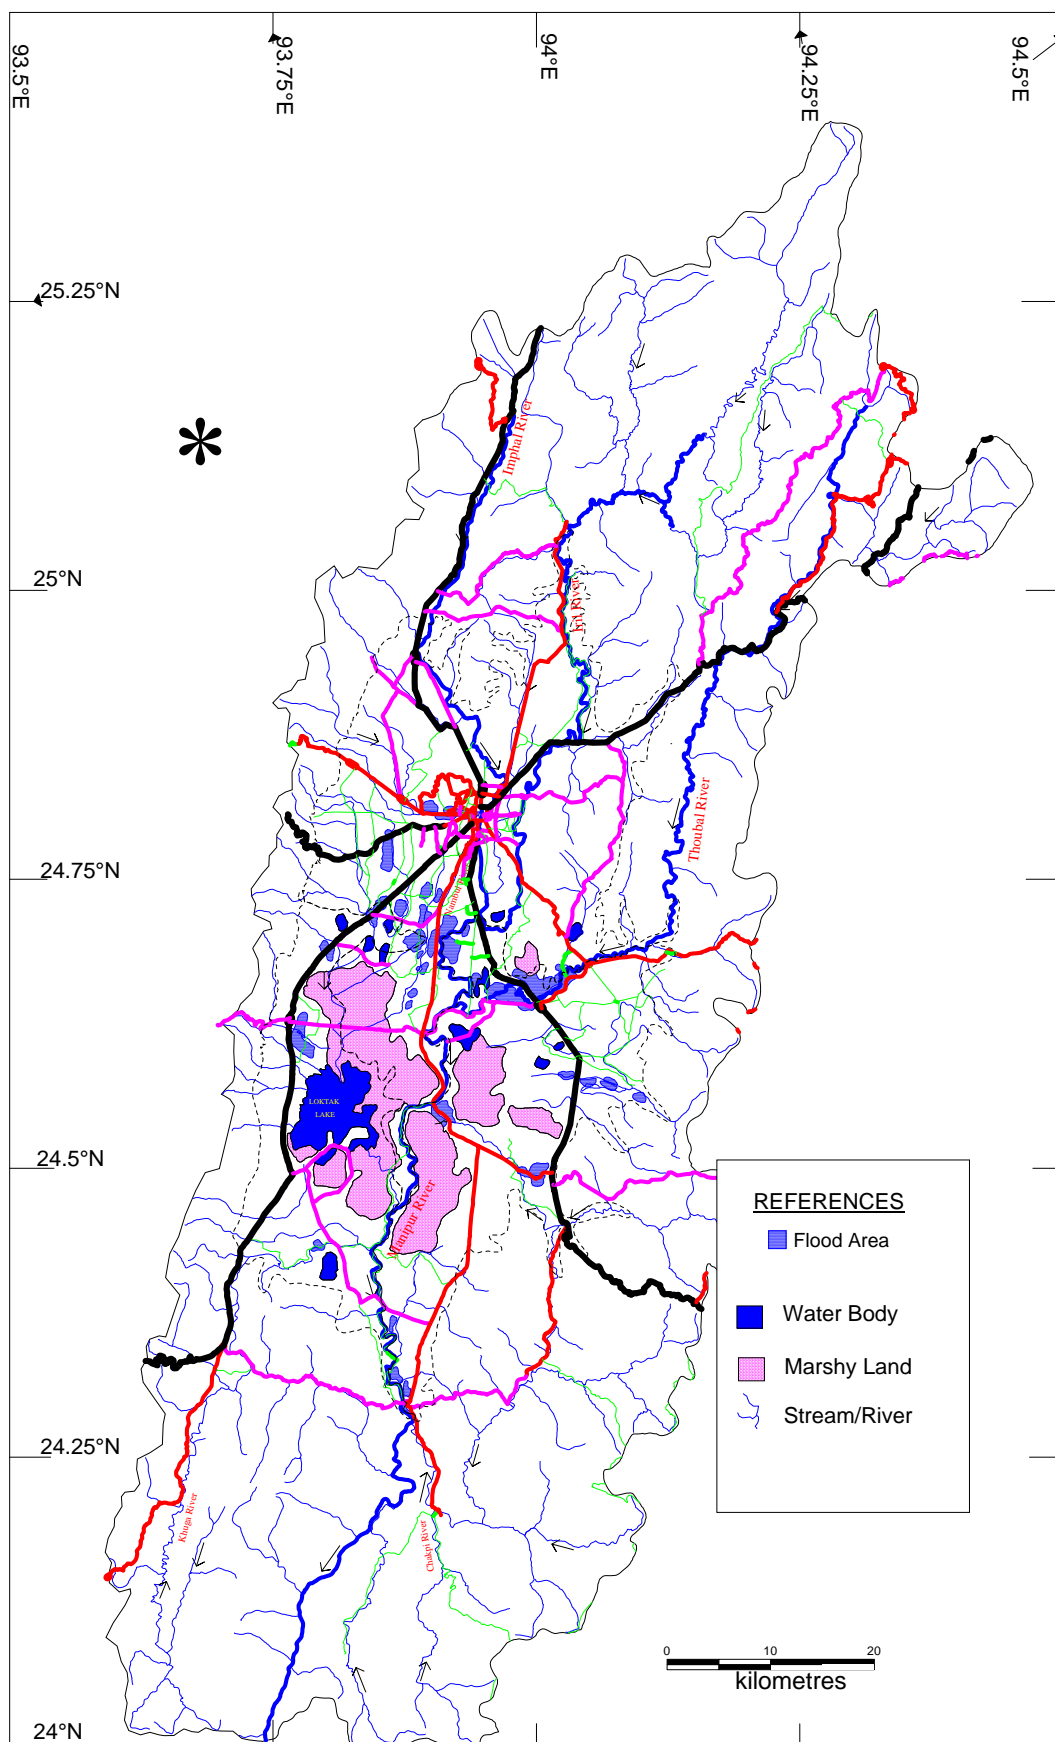 93.5°E
93.75°E
94°E
94.25°E
94.5°E
25.25°N
Imphal River
25°N
Iril River
Thoubal River
24.75°N
LOKTAK
LAKE
24.5°N
Manipur River
REFERENCES
Flood Area
Water Body
Marshy Land
Stream/River
24.25°N
Khuga River
Chakpi River
0 10 20
kilometres
24°N